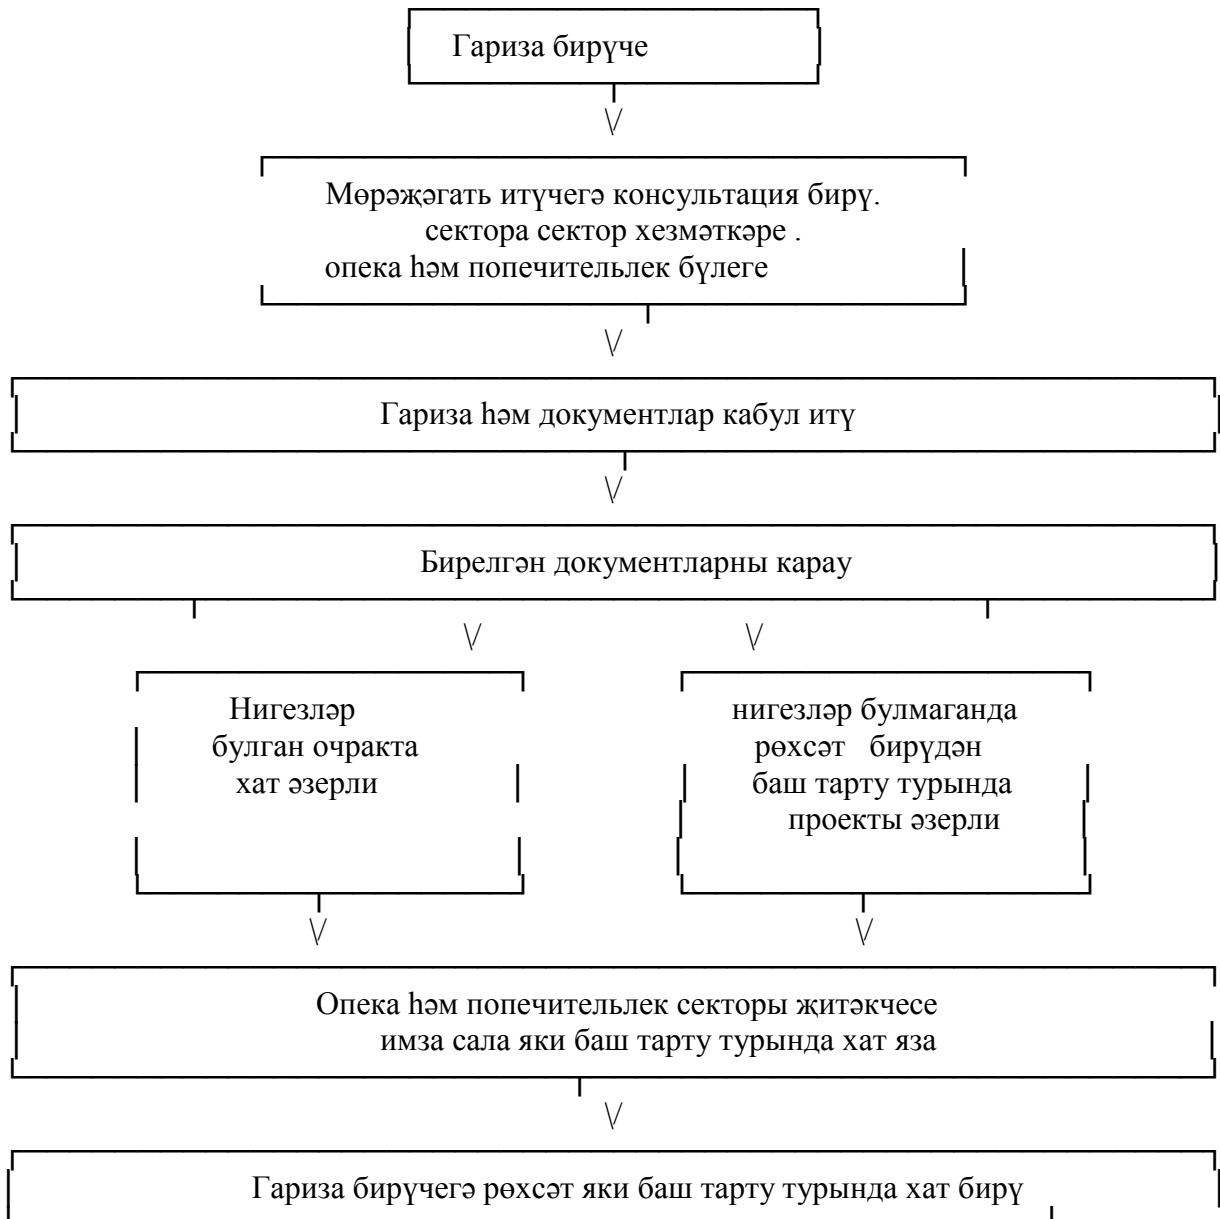 Гариза бирүче
Мөрәҗәгать итүчегә консультация бирү.
сектора сектор хезмәткәре .
опека һәм попечительлек бүлеге
Гариза һәм документлар кабул итү
Бирелгән документларны карау
Нигезләр
булган очракта
хат әзерли
нигезләр булмаганда
рөхсәт бирүдән
баш тарту турында
проекты әзерли
Опека һәм попечительлек секторы җитәкчесе
имза сала яки баш тарту турында хат яза
Гариза бирүчегә рөхсәт яки баш тарту турында хат бирү